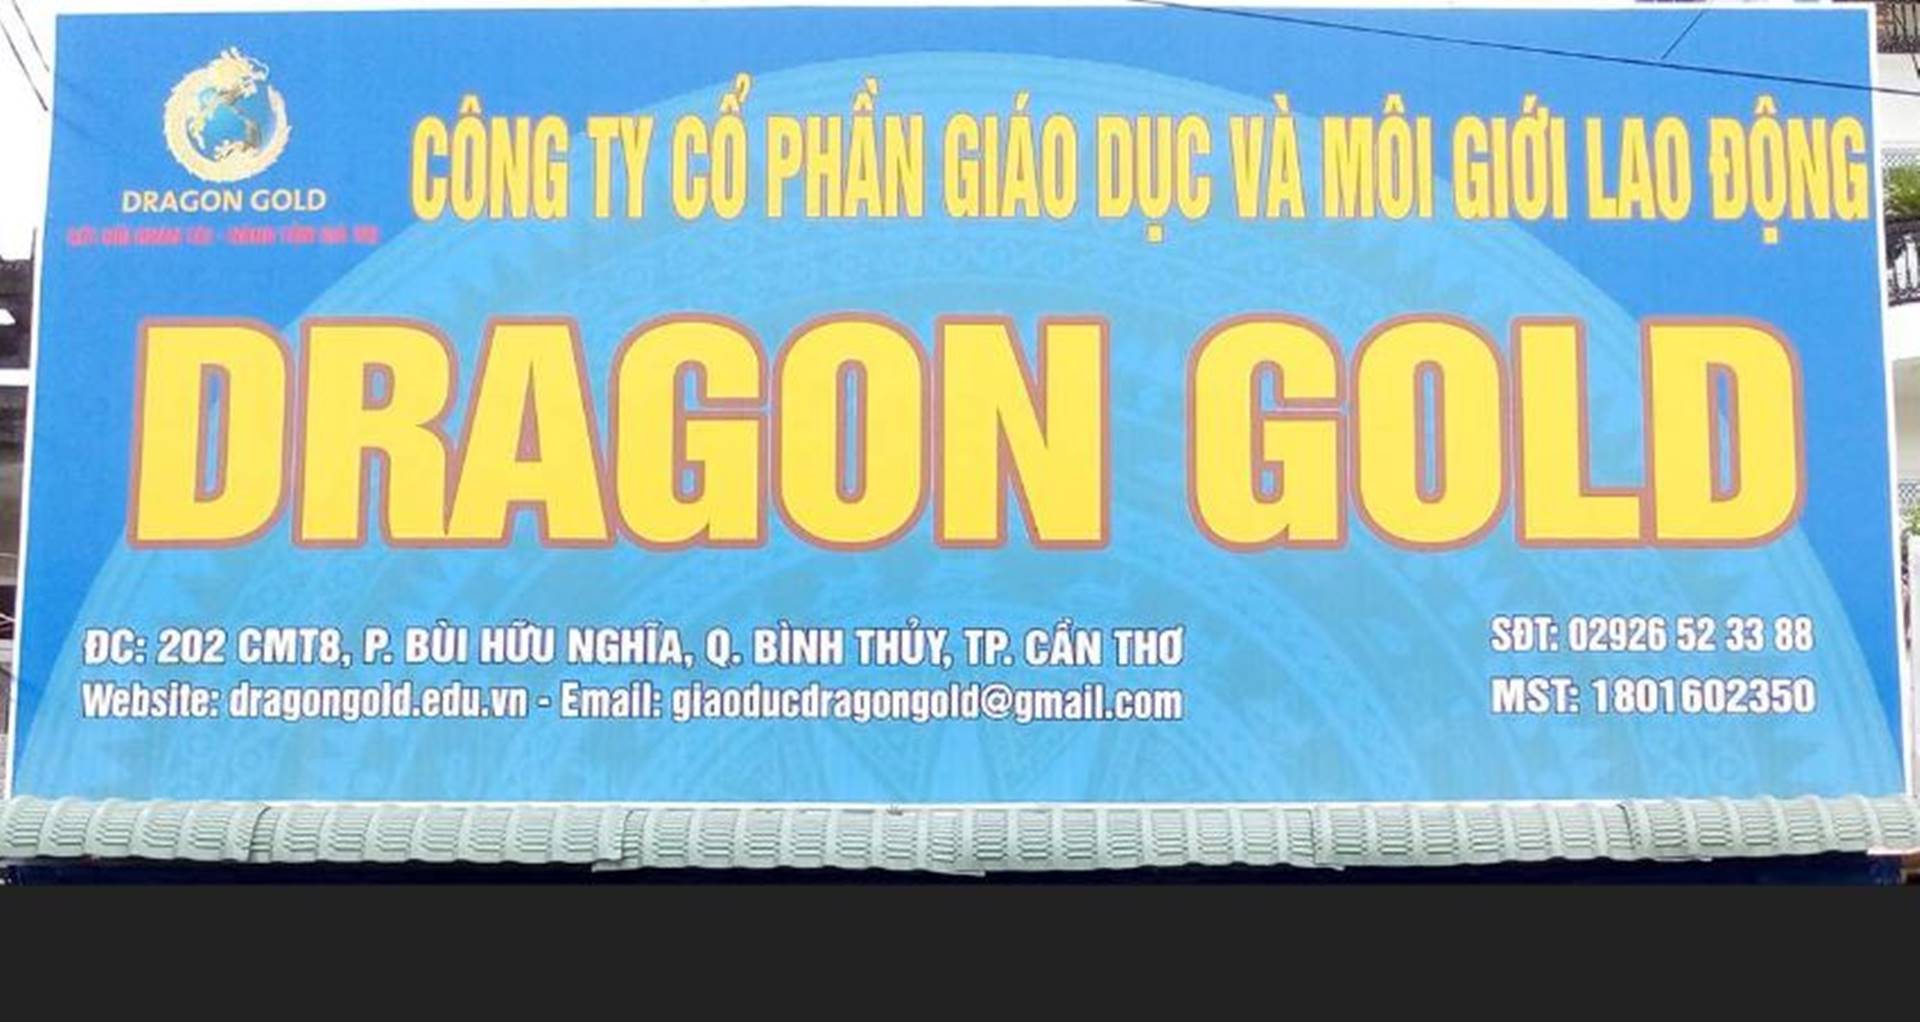 DRAGON GOLD
CÔNG TY CỔ PHẦN GIÁO DỤC VÀ MÔI GIỚI LAO ĐỘNG
DRAGON GOLD
ĐC: 202 CMT8, P. BÙI HỮU NGHĨA, Q. BÌNH THỦY, TP. CẦN THƠ
Website: dragongold.edu.vn - Email: giaoducdragongold@gmail.com
SĐT: 02926 52 33 88
MST: 1801602350